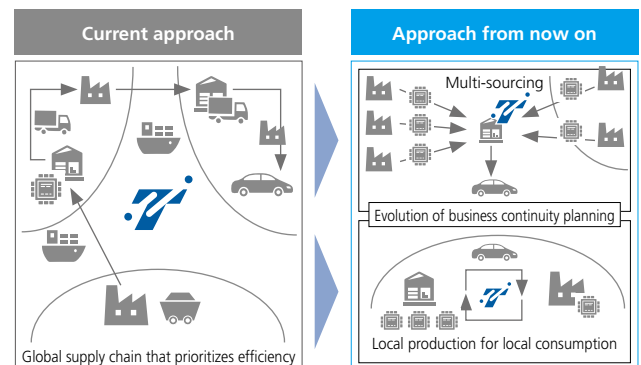 Current approach
Approach from now on
Global supply chain that prioritizes efficiency
Multi-sourcing
Evolution of business continuity planning
Local production for local consumption